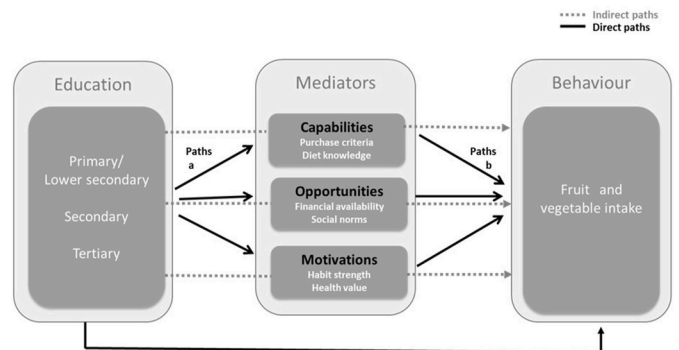 Indirect paths
Direct paths
Education
Primary/
Lower secondary
Secondary
Tertiary
Paths
a
Mediators
Capabilities
Purchase criteria
Diet knowledge
Opportunities
Financial availability
Social norms
Motivations
Habit strength
Health value
Paths
b
Behaviour
Fruit and
vegetable intake